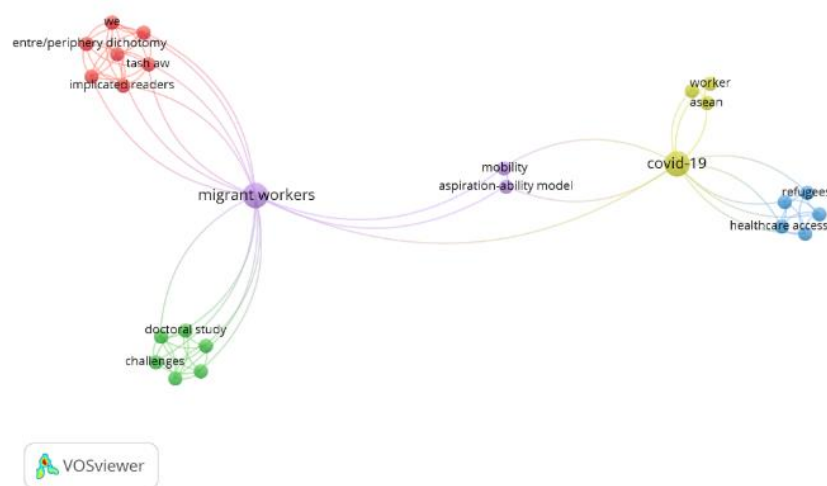 we
entre/periphery dichotomy
tash aw
implicated readers
worker
asean
covid-19
mobility
aspiration-ability model
migrant workers
refugees
healthcare access
doctoral study
challenges
VOSviewer